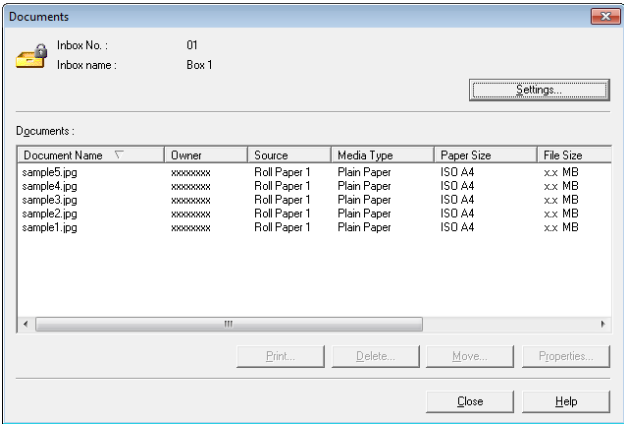 Documents
Inbox No. : 01
Inbox name : Box 1
Settings...
Documents :
Document Name Owner Source Media Type Paper Size File Size
sample5.jpg xxxxxxxx Roll Paper 1 Plain Paper ISO A4 x.x MB
sample4.jpg xxxxxxxx Roll Paper 1 Plain Paper ISO A4 x.x MB
sample3.jpg xxxxxxxx Roll Paper 1 Plain Paper ISO A4 x.x MB
sample2.jpg xxxxxxxx Roll Paper 1 Plain Paper ISO A4 x.x MB
sample1.jpg xxxxxxxx Roll Paper 1 Plain Paper ISO A4 x.x MB
Print... Delete... Move... Properties...
Close Help